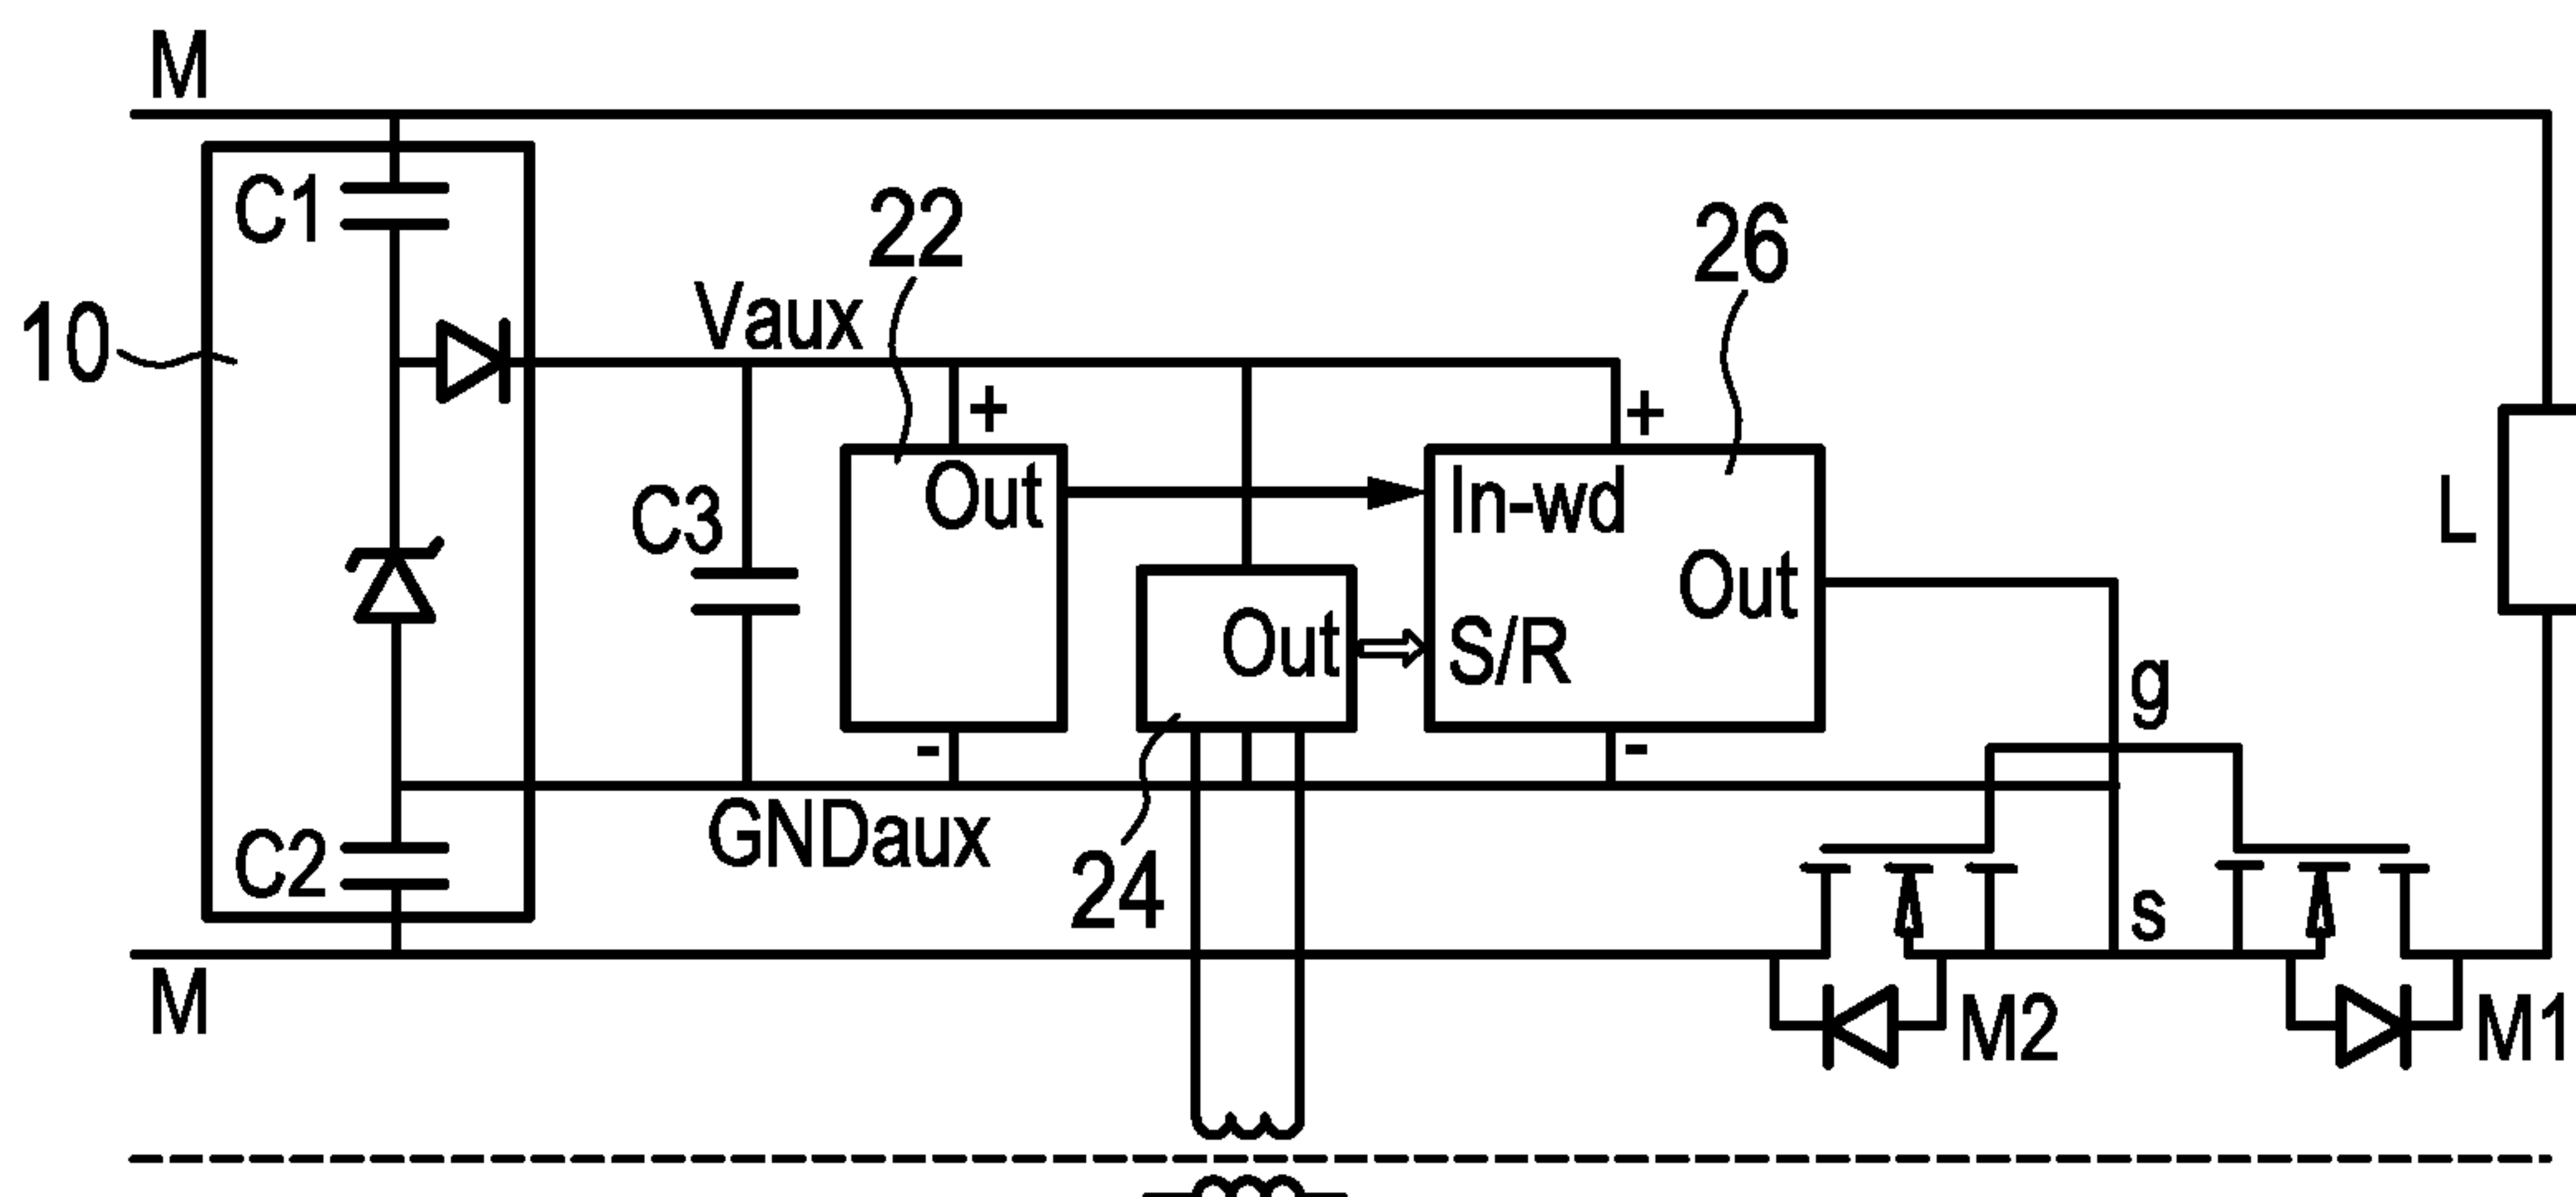 M
C1
22
26
10
Vaux
+
+
Out
In-wd
C3
L
Out
Out
S/R
g
-
-
GNDaux
C2
24
s
M
M2
M1